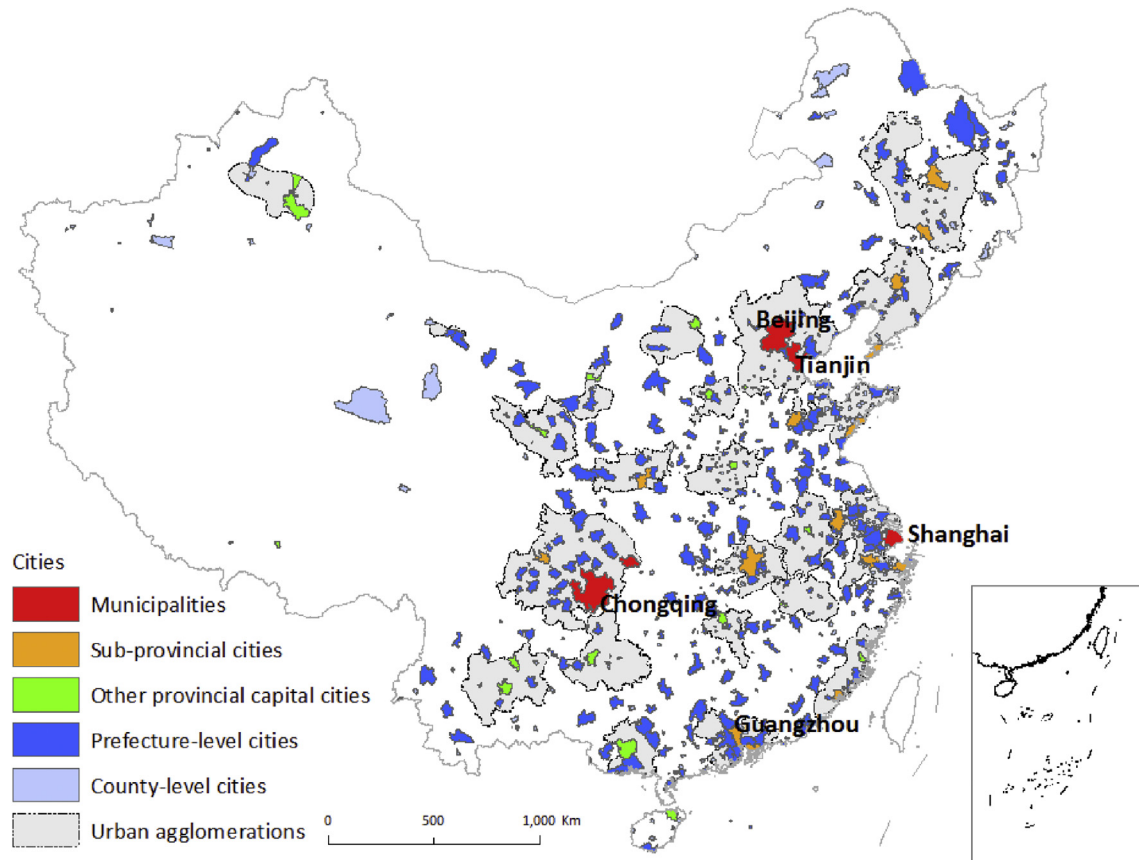 Beijing
Tianjin
Shanghai
Chongqing
Guangzhou
Cities
Municipalities
Sub-provincial cities
Other provincial capital cities
Prefecture-level cities
County-level cities
Urban agglomerations
0 500 1,000 Km